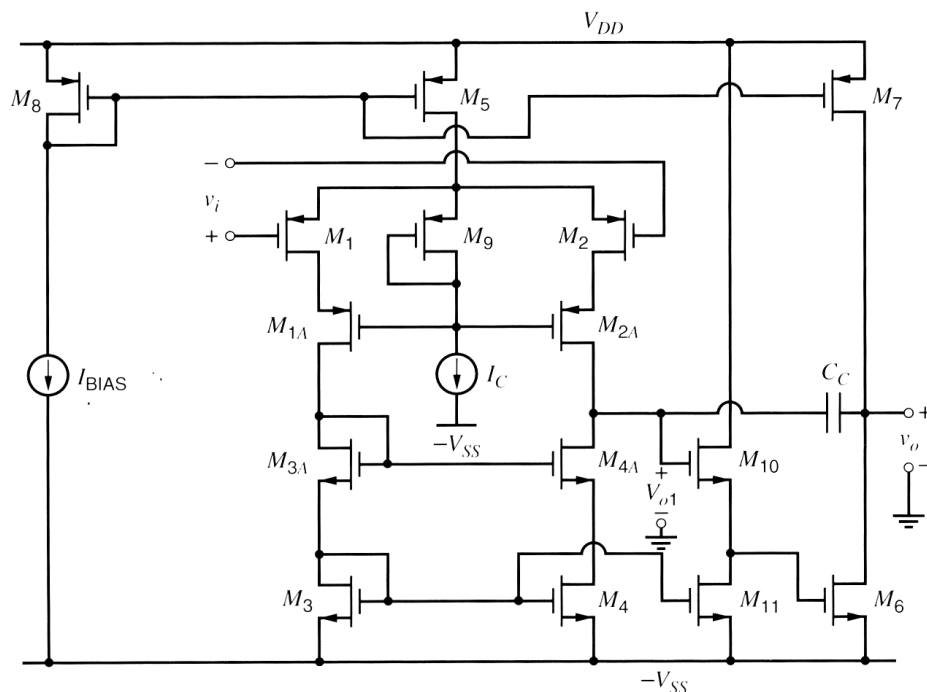 V_DD
M_8
M_5
M_7
−
v_i
+
M_1
M_9
M_2
M_1A
M_2A
I_BIAS
I_C
C_C
−V_SS
+
v_o
−
M_3A
M_4A
M_10
+
V_o1
−
M_3
M_4
M_11
M_6
−V_SS